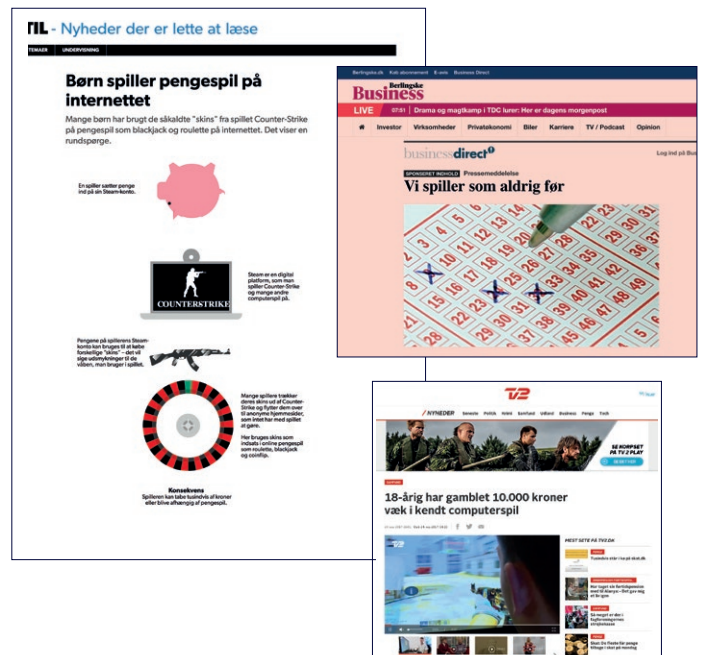 TIL - Nyheder der er lette at læse
TEMAER UNDERVISNING
Børn spiller pengespil på
internettet
Mange børn har brugt de såkaldte "skins" fra spillet Counter-Strike
på pengespil som blackjack og roulette på internettet. Det viser en
rundspørge.
En spiller sætter penge
ind på sin Steam-konto.
COUNTERSTRIKE
Steam er en digital
platform, som man
spiller Counter-Strike
og mange andre
computerspil på.
Pengene på spillerens Steam-
konto kan bruges til at købe
forskellige "skins" – det vil
sige udsmykninger til de
våben, man bruger i spillet.
Mange spillere trækker
deres skins ud af Counter-
Strike og flytter dem over
til anonyme hjemmesider,
som intet har med spillet
at gøre.
Her bruges skins som
indsats i online pengespil
som roulette, blackjack
og coinflip.
Konsekvens
Spilleren kan tabe tusindvis af kroner
eller blive afhængig af pengespil.
Berlingske.dk Køb abonnement E-avis Business Direct
Berlingske
Business
LIVE 07:51 Drama og magtkamp i TDC lurer: Her er dagens morgenpost
Investor Virksomheder Privatøkonomi Biler Karriere TV / Podcast Opinion
businessdirect
Log ind på Bus
SPONSERET INDHOLD Pressemeddelelse
Vi spiller som aldrig før
TV2
/ NYHEDER Seneste Politik Krimi Samfund Udland Business Penge Tech
SE KORPSET
PÅ TV 2 PLAY
18-årig har gamblet 10.000 kroner
væk i kendt computerspil
MEST SETE PÅ TV2.DK